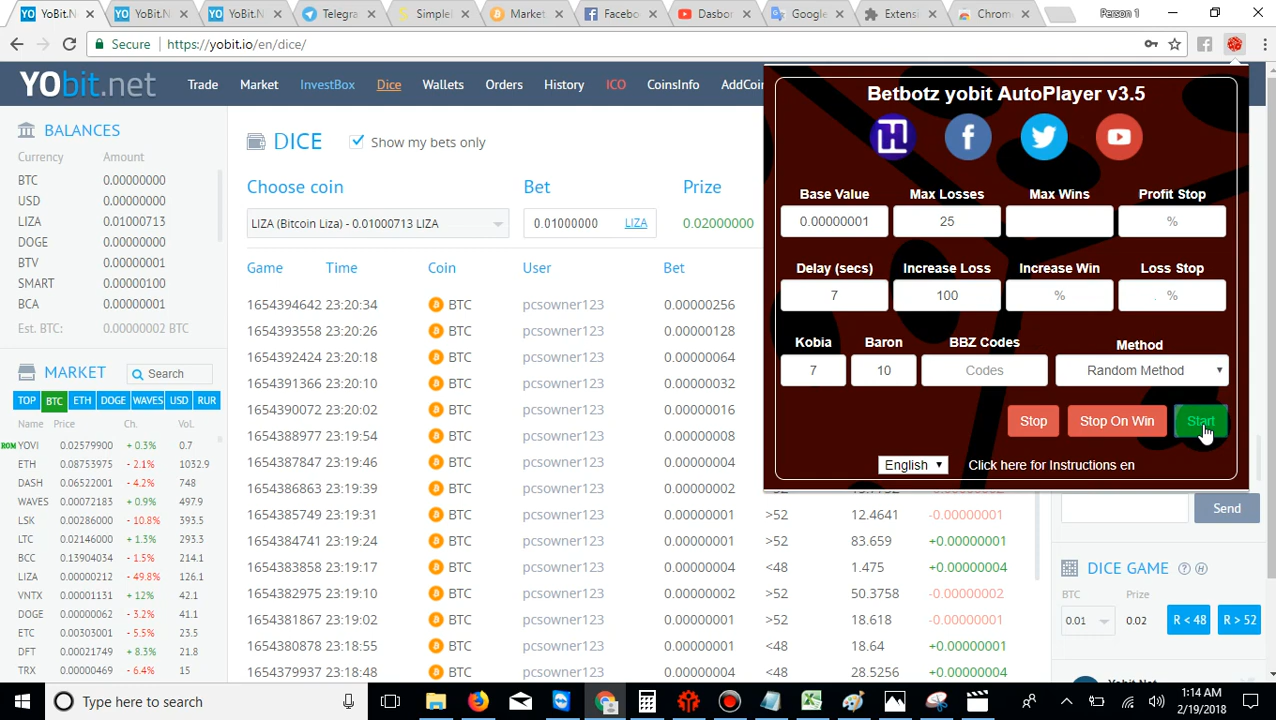 YoBit.N
YoBit.N
YoBit.N
Telegra
Simple
Market
Facebo
Dasbo
Google
Extensi
Chrom
Person 1
Secure
https://yobit.io/en/dice/
YObit.net
Trade
Market
InvestBox
Dice
Wallets
Orders
History
ICO
CoinsInfo
AddCoi
BALANCES
Currency Amount
BTC 0.00000000
USD 0.00000000
LIZA 0.01000713
DOGE 0.00000000
BTV 0.00000001
SMART 0.00000100
BCA 0.00000001
Est. BTC: 0.00000002 BTC
MARKET
Search
TOP BTC ETH DOGE WAVES USD RUR
Name Price Ch. Vol.
ROM YOVI 0.02579900 + 0.3% 0.7
ETH 0.08753975 - 2.1% 1032.9
DASH 0.06522001 - 4.2% 748
WAVES 0.00072183 + 0.9% 497.9
LSK 0.00286000 - 10.8% 393.5
LTC 0.02146000 + 1.3% 293.3
BCC 0.13904034 - 1.5% 214.1
LIZA 0.00000212 - 49.8% 126.1
VNTX 0.00001131 + 12% 42.1
DOGE 0.00000062 - 3.2% 41.1
ETC 0.00303001 - 5.5% 23.5
DFT 0.00021749 + 8.3% 21.8
TRX 0.00000469 - 6.4% 15
DICE
Show my bets only
Choose coin Bet Prize
LIZA (Bitcoin Liza) - 0.01000713 LIZA
0.01000000 LIZA
0.02000000
Game Time Coin User Bet
1654394642 23:20:34 BTC pcsowner123 0.00000256
1654393558 23:20:26 BTC pcsowner123 0.00000128
1654392424 23:20:18 BTC pcsowner123 0.00000064
1654391366 23:20:10 BTC pcsowner123 0.00000032
1654390072 23:20:02 BTC pcsowner123 0.00000016
1654388977 23:19:54 BTC pcsowner123 0.00000008
1654387824 23:19:46 BTC pcsowner123 0.00000004
1654386863 23:19:39 BTC pcsowner123 0.00000002
1654385749 23:19:31 BTC pcsowner123 0.00000001 >52 12.4641 -0.00000001
1654384741 23:19:24 BTC pcsowner123 0.00000001 >52 83.659 +0.00000001
1654383858 23:19:17 BTC pcsowner123 0.00000004 <48 1.475 +0.00000004
1654382975 23:19:10 BTC pcsowner123 0.00000002 >52 50.3758 -0.00000002
1654381867 23:19:02 BTC pcsowner123 0.00000001 >52 18.618 -0.00000001
1654380878 23:18:55 BTC pcsowner123 0.00000004 <48 18.64 +0.00000004
1654379937 23:18:48 BTC pcsowner123 0.00000004 <48 28.5256 +0.00000004
Betbotz yobit AutoPlayer v3.5
Base Value Max Losses Max Wins Profit Stop
0.00000001 25 %
Delay (secs) Increase Loss Increase Win Loss Stop
7 100 % . %
Kobia Baron BBZ Codes Method
7 10 Codes Random Method
Stop
Stop On Win
Start
English
Click here for Instructions en
Send
DICE GAME
BTC Prize
0.01 0.02 R < 48 R > 52
Type here to search
1:14 AM
2/19/2018